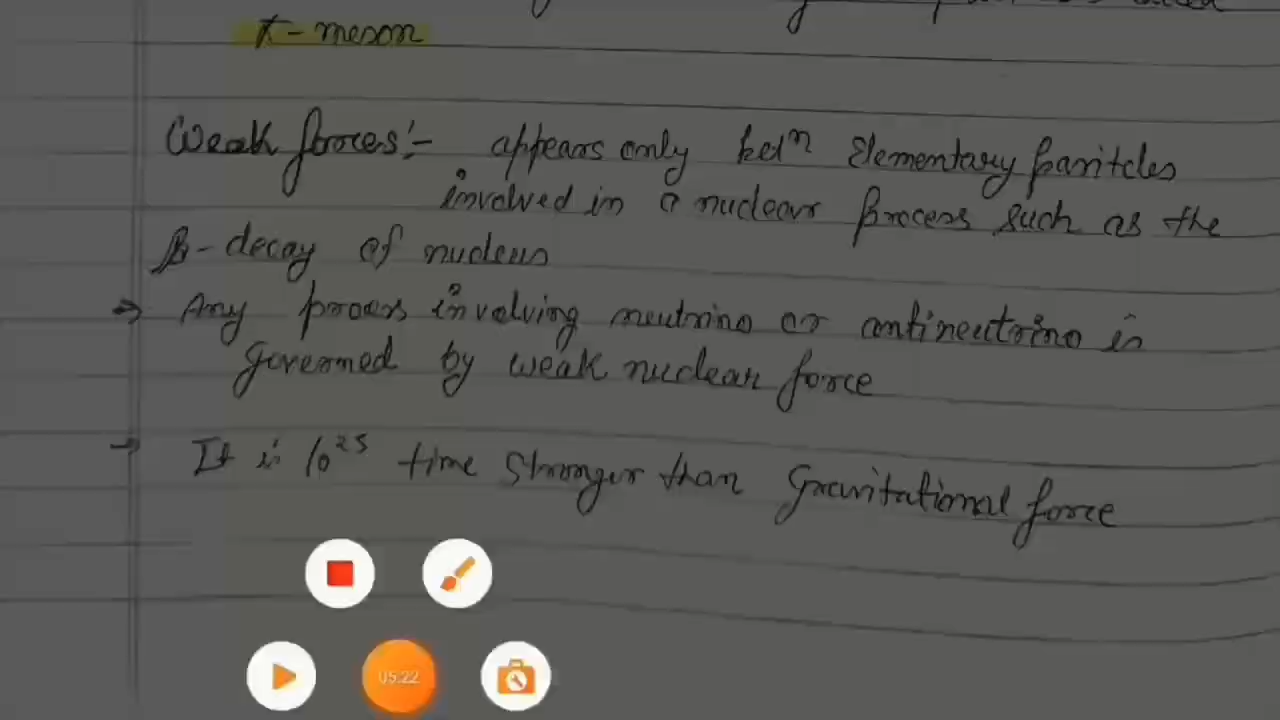 π-meson
Weak forces:- appears only betn Elementary paritcles
involved in a nuclear process such as the
β-decay of nucleus
⇒ Any proces involving neutrino or antineutrino is
governed by weak nuclear force
→ It is 10²⁵ time stronger than Gravitational force
05:22